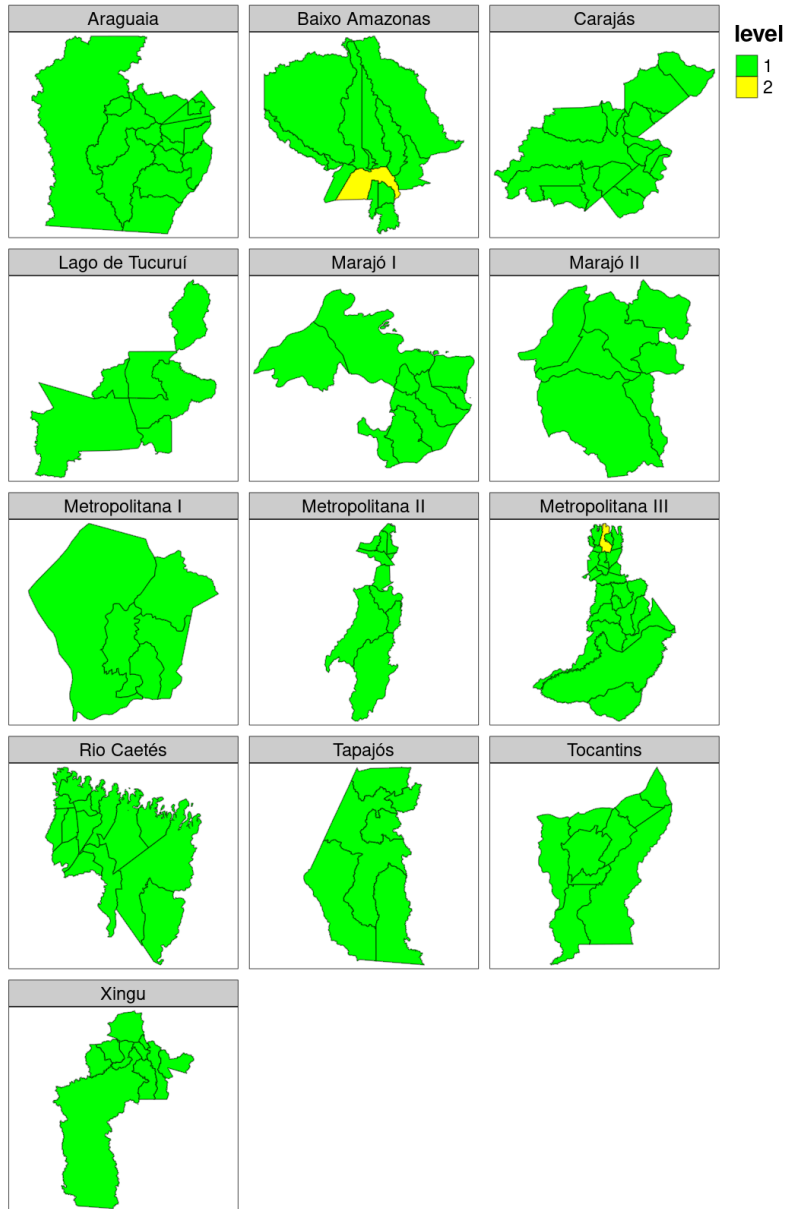 Araguaia
Baixo Amazonas
Carajás
level
1
2
Lago de Tucuruí
Marajó I
Marajó II
Metropolitana I
Metropolitana II
Metropolitana III
Rio Caetés
Tapajós
Tocantins
Xingu